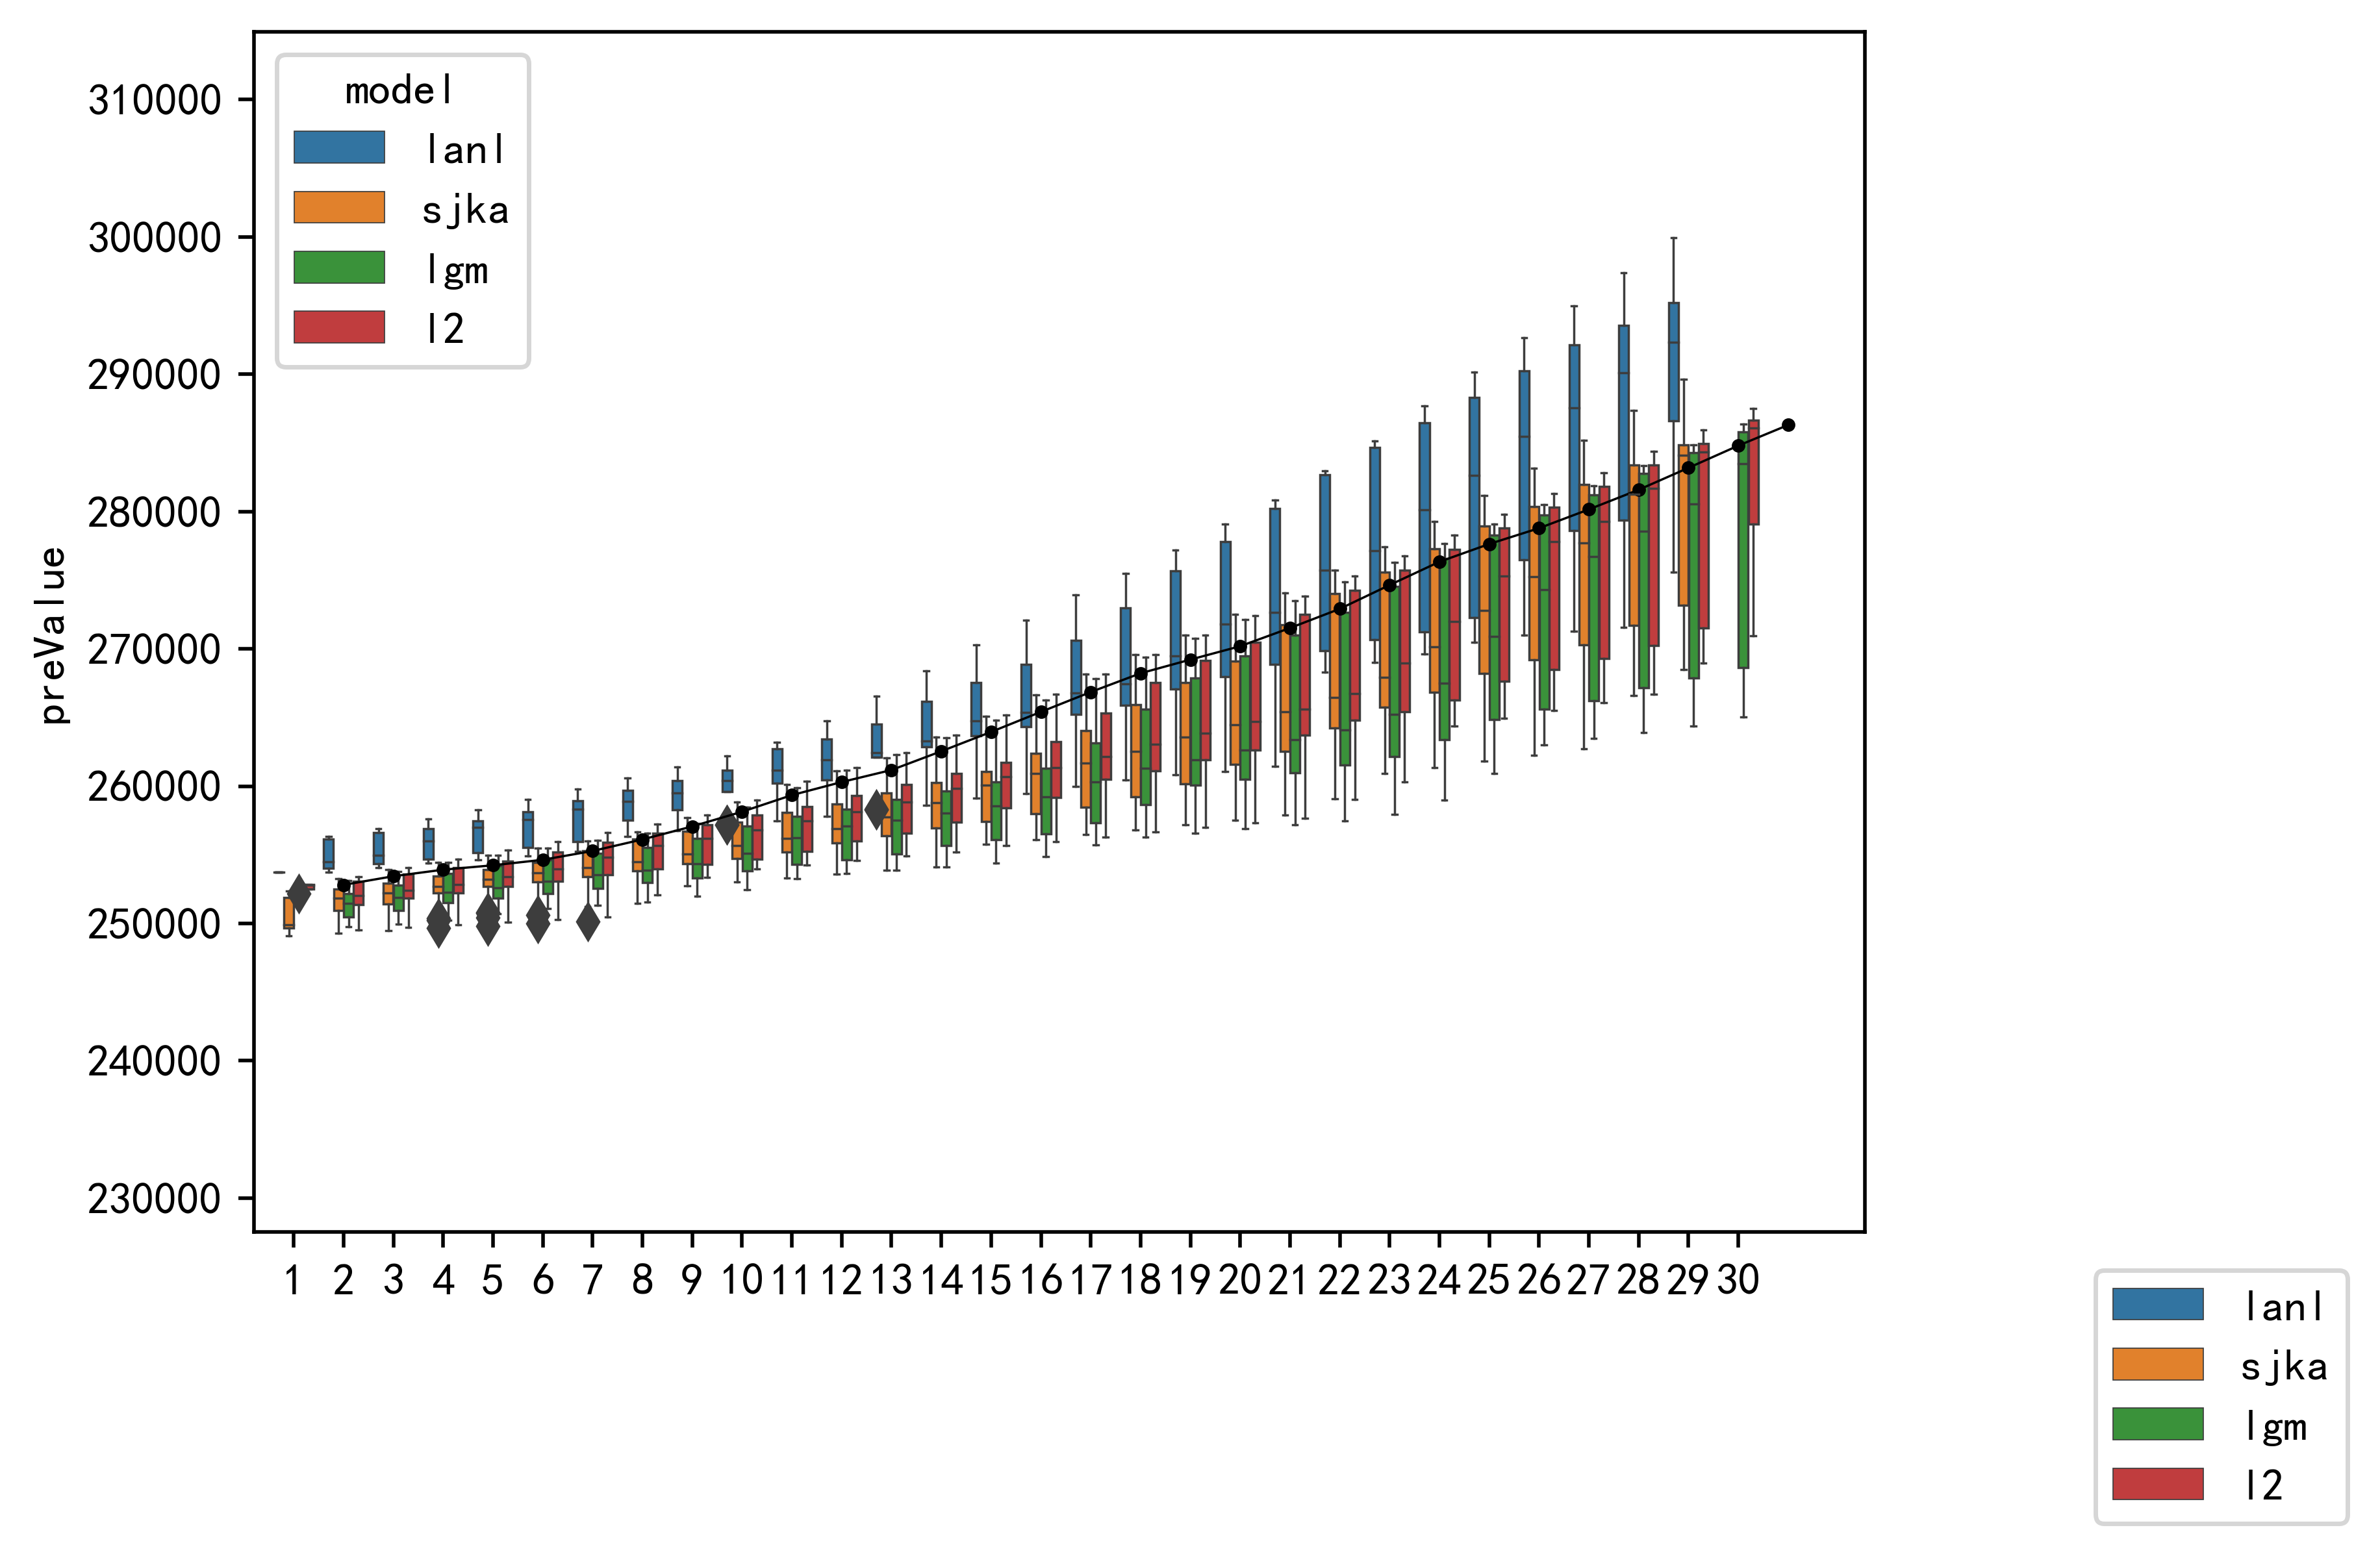 model
lanl
sjka
lgm
l2
310000
300000
290000
280000
270000
260000
250000
240000
230000
preValue
1 2 3 4 5 6 7 8 9 10 11 12 13 14 15 16 17 18 19 20 21 22 23 24 25 26 27 28 29 30
lanl
sjka
lgm
l2